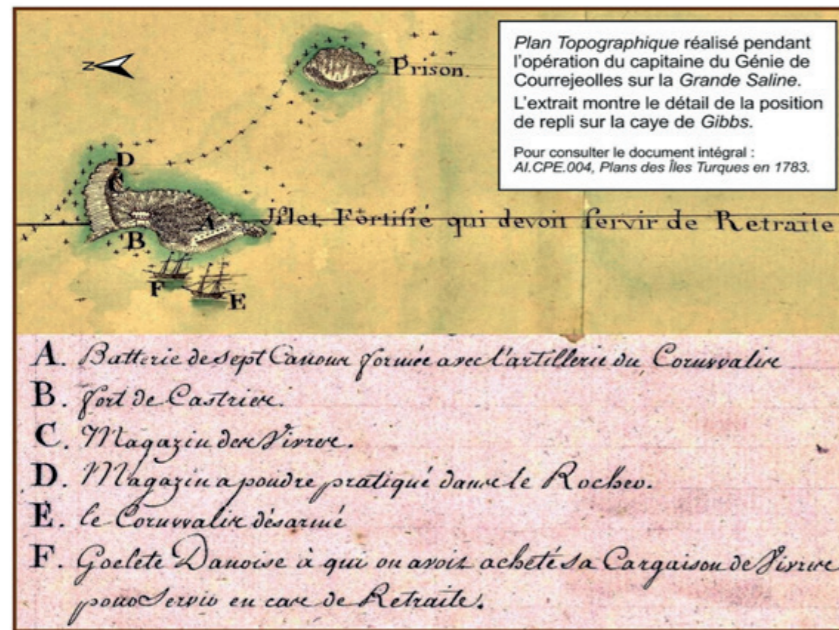 Plan Topographique réalisé pendant
l'opération du capitaine du Génie de
Courrejeolles sur la Grande Saline.
L'extrait montre le détail de la position
de repli sur la caye de Gibbs.
Pour consulter le document intégral :
AI.CPE.004, Plans des Îles Turques en 1783.
N
Prison.
D
C
A
Islet Fortifié qui devoit servir de Retraite
B
F
E
A. Batterie de sept Canons formée avec l'artillerie du Cornwalis
B. fort de Castries.
C. Magazin des Vivres.
D. Magazin a poudre pratiqué dans le Rocher.
E. le Cornwalis désarmé
F. Goelete Danoise à qui on avoit acheté sa Cargaison de Vivres
pour Servir en cas de Retraite.